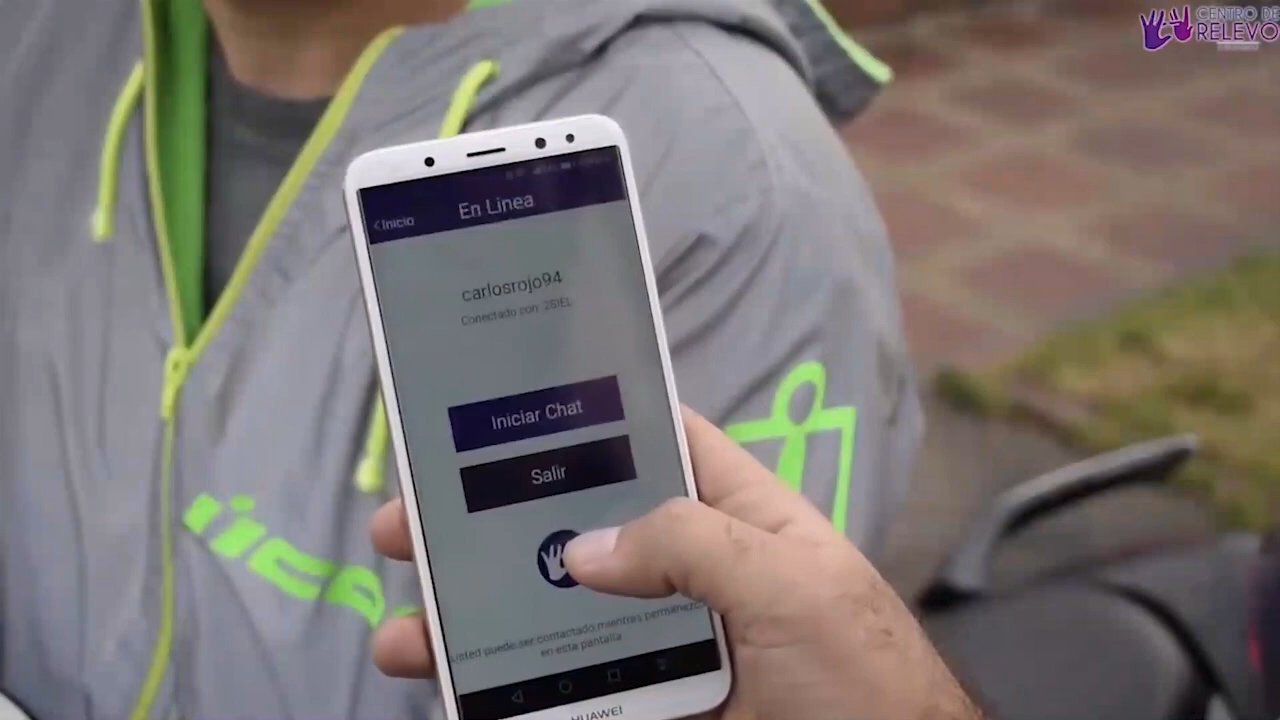 CENTRO DE
RELEVO
Inicio
En Linea
carlosrojo94
Conectado con: 2SIEL
Iniciar Chat
Salir
Usted puede ser contactado mientras permanezca
en esta pantalla
HUAWEI